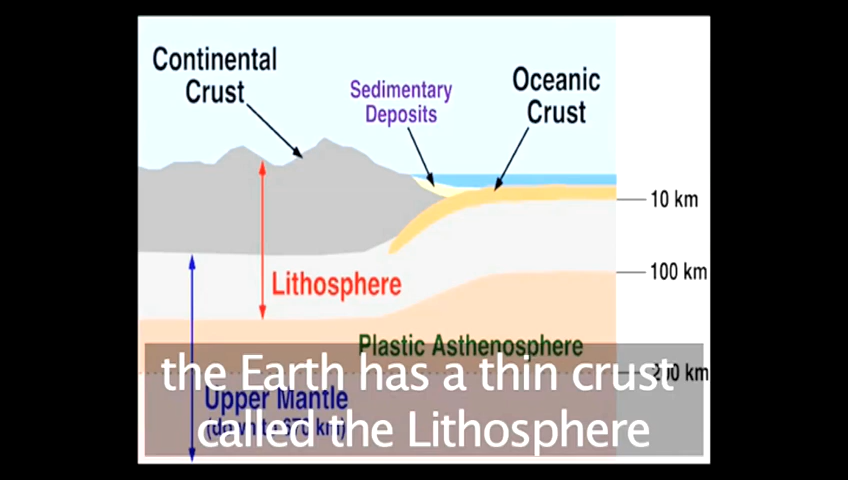 Continental
Crust
Sedimentary
Deposits
Oceanic
Crust
10 km
100 km
Lithosphere
Plastic Asthenosphere
the Earth has a thin crust
called the Lithosphere
Upper Mantle